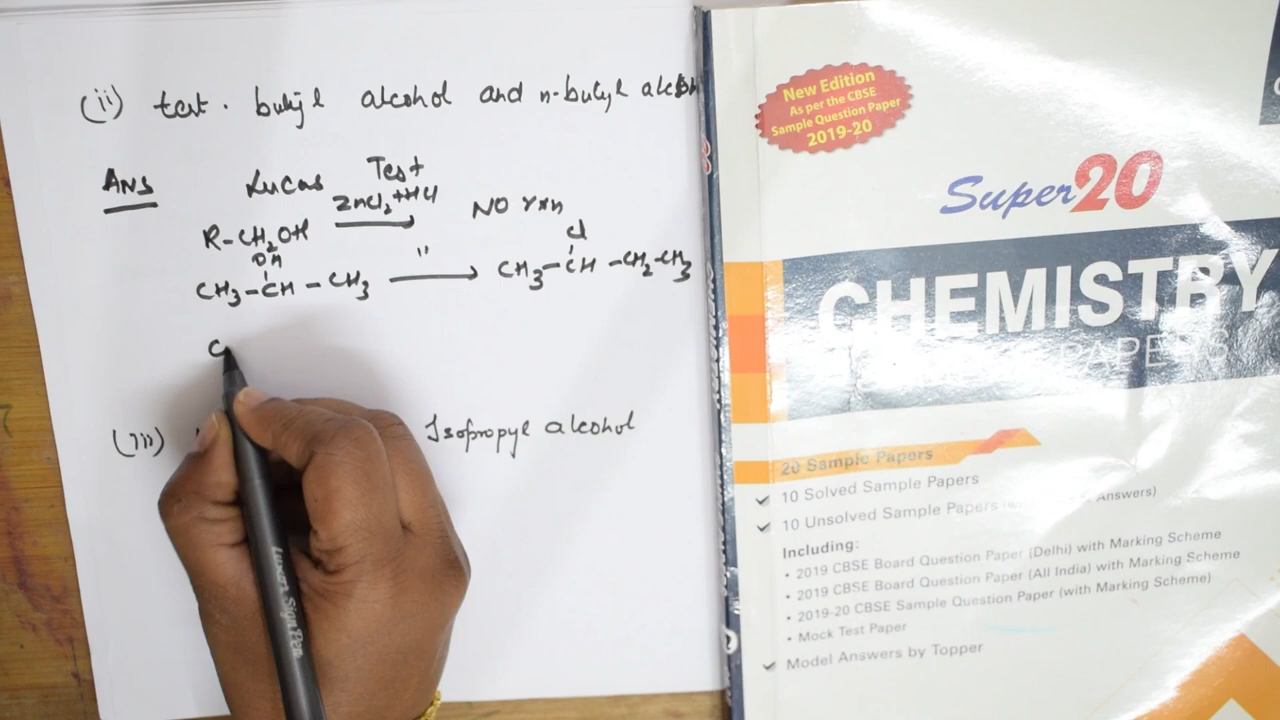 (ii) tert. butyl alcohol and n-butyl alcohol
Ans Lucas Test
R-CH2OH ZnCl2+HCl NO rxn
OH Cl
CH3-CH-CH3 " CH3-CH-CH2-CH3
C
(iii) Isopropyl alcohol
New Edition
As per the CBSE
Sample Question Paper
2019-20
Super20
CHEMISTRY
PAPERS
20 Sample Papers
10 Solved Sample Papers
10 Unsolved Sample Papers Answers)
Including:
• 2019 CBSE Board Question Paper (Delhi) with Marking Scheme
• 2019 CBSE Board Question Paper (All India) with Marking Scheme
• 2019-20 CBSE Sample Question Paper (with Marking Scheme)
• Mock Test Paper
Model Answers by Topper